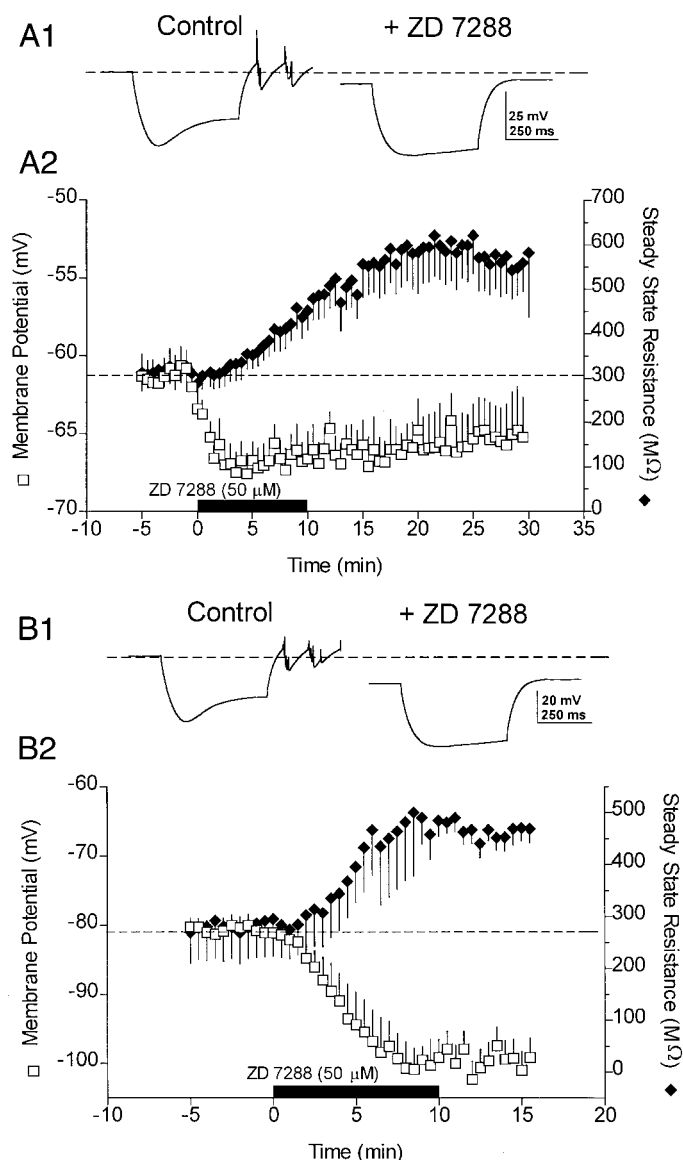 A1
Control
+ ZD 7288
25 mV
250 ms
A2
□ Membrane Potential (mV)
-50
-55
-60
-65
-70
700
600
500
400
300
200
100
0
Steady State Resistance (MΩ) ◆
ZD 7288 (50 μM)
-10 -5 0 5 10 15 20 25 30 35
Time (min)
B1
Control
+ ZD 7288
20 mV
250 ms
B2
□ Membrane Potential (mV)
-60
-70
-80
-90
-100
500
400
300
200
100
0
Steady State Resistance (MΩ) ◆
ZD 7288 (50 μM)
-10 -5 0 5 10 15 20
Time (min)